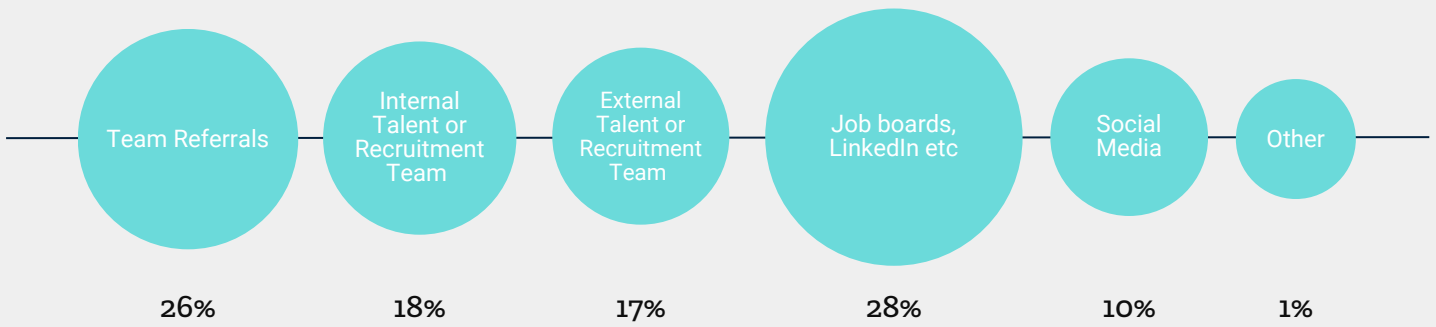 Team Referrals
Internal
Talent or
Recruitment
Team
External
Talent or
Recruitment
Team
Job boards,
LinkedIn etc
Social
Media
Other
26%
18%
17%
28%
10%
1%